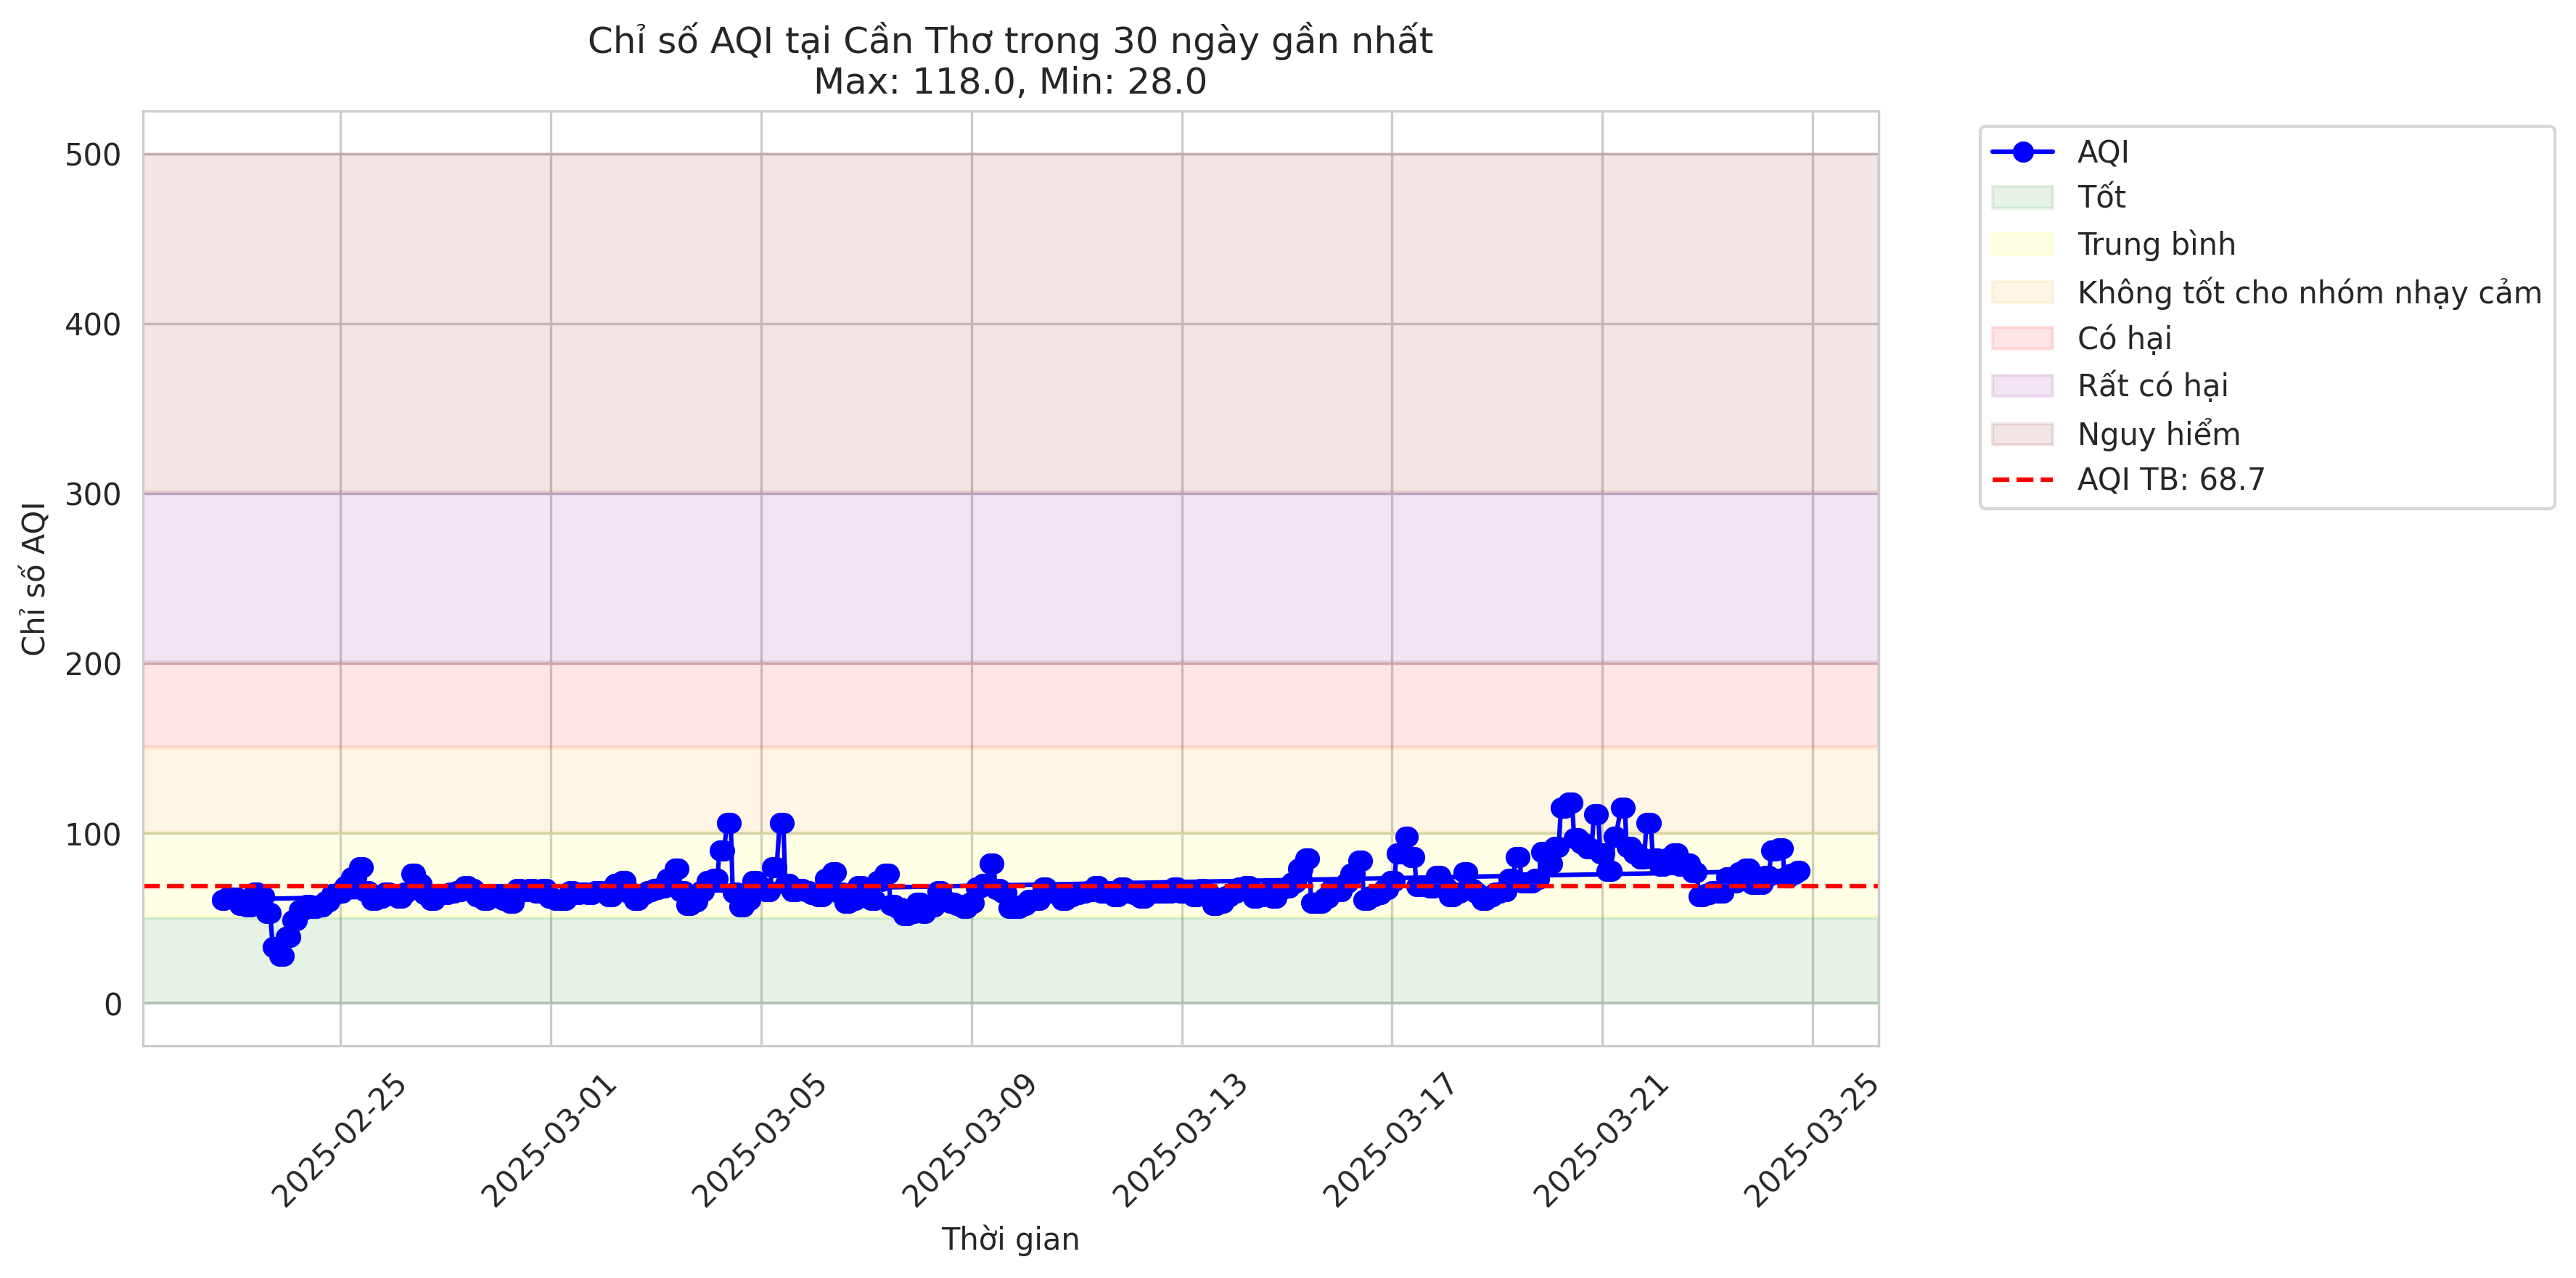 Chỉ số AQI tại Cần Thơ trong 30 ngày gần nhất
Max: 118.0, Min: 28.0
Chỉ số AQI
500
400
300
200
100
0
2025-02-25
2025-03-01
2025-03-05
2025-03-09
2025-03-13
2025-03-17
2025-03-21
2025-03-25
Thời gian
AQI
Tốt
Trung bình
Không tốt cho nhóm nhạy cảm
Có hại
Rất có hại
Nguy hiểm
AQI TB: 68.7